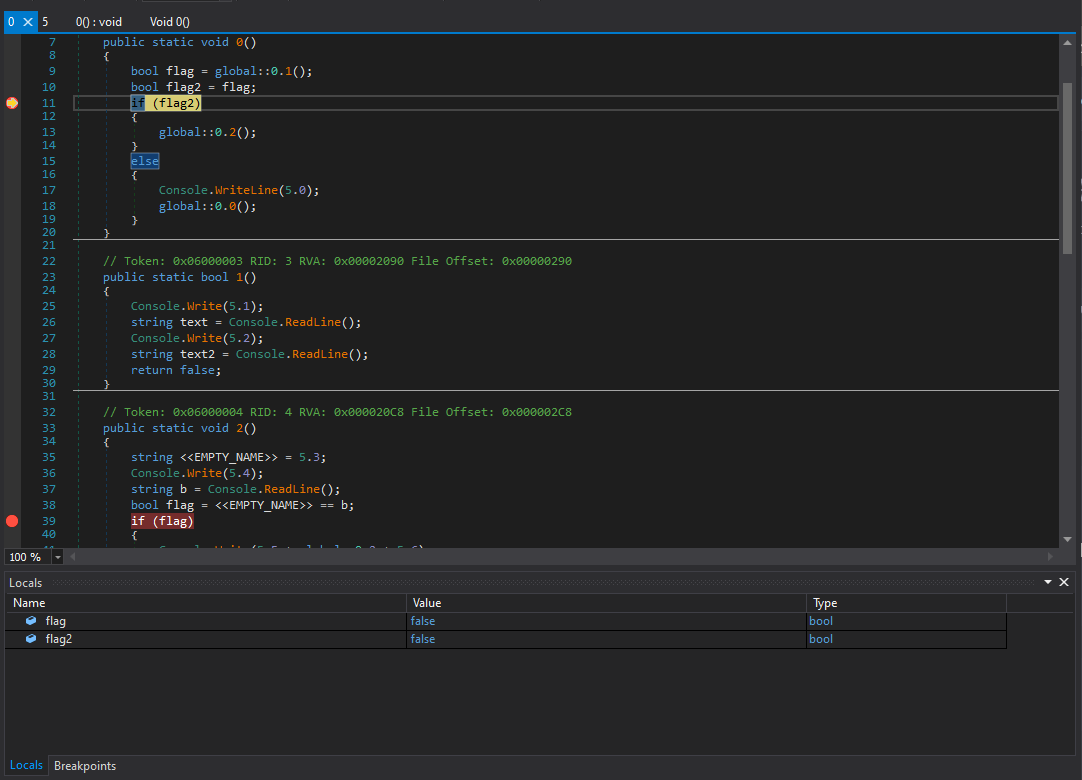 0 5 0() : void Void 0()
7 public static void 0()
8 {
9 bool flag = global::0.1();
10 bool flag2 = flag;
11 if (flag2)
12 {
13 global::0.2();
14 }
15 else
16 {
17 Console.WriteLine(5.0);
18 global::0.0();
19 }
20 }
21
22 // Token: 0x06000003 RID: 3 RVA: 0x00002090 File Offset: 0x00000290
23 public static bool 1()
24 {
25 Console.Write(5.1);
26 string text = Console.ReadLine();
27 Console.Write(5.2);
28 string text2 = Console.ReadLine();
29 return false;
30 }
31
32 // Token: 0x06000004 RID: 4 RVA: 0x000020C8 File Offset: 0x000002C8
33 public static void 2()
34 {
35 string <<EMPTY_NAME>> = 5.3;
36 Console.Write(5.4);
37 string b = Console.ReadLine();
38 bool flag = <<EMPTY_NAME>> == b;
39 if (flag)
40 {
100 %
Locals
Name Value Type
flag false bool
flag2 false bool
Locals Breakpoints